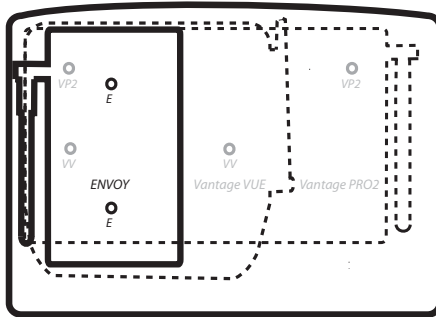 VP2 VP2
E
VV VV
ENVOY Vantage VUE Vantage PRO2
E